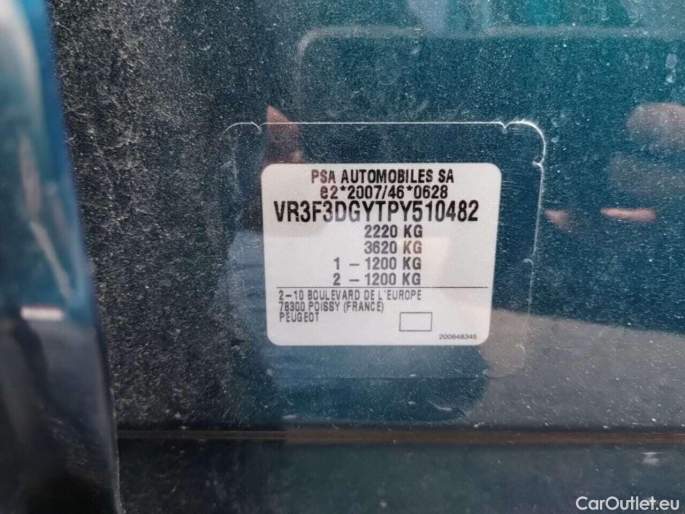 PSA AUTOMOBILES SA
e2*2007/46*0628
VR3F3DGYTPY510482
2220 KG
3620 KG
1 - 1200 KG
2 - 1200 KG
2-10 BOULEVARD DE L'EUROPE
78300 POISSY (FRANCE)
PEUGEOT
200848345
CarOutlet.eu